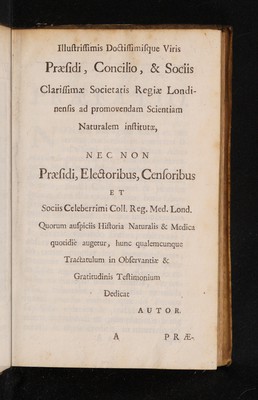 Illuſtriſſimis Doctiſſimiſque Viris
Præſidi, Concilio, & Sociis
Clariſſimæ Societatis Regiæ Londi-
nenſis ad promovendam Scientiam
Naturalem inſtitutæ,
NEC NON
Præſidi, Electoribus, Cenſoribus
ET
Sociis Celeberrimi Coll. Reg. Med. Lond.
Quorum auſpiciis Hiſtoria Naturalis & Medica
quotidie augetur, hunc qualemcunque
Tractatulum in Obſervantiæ &
Gratitudinis Teſtimonium
Dedicat
AUTOR.
A PRÆ-